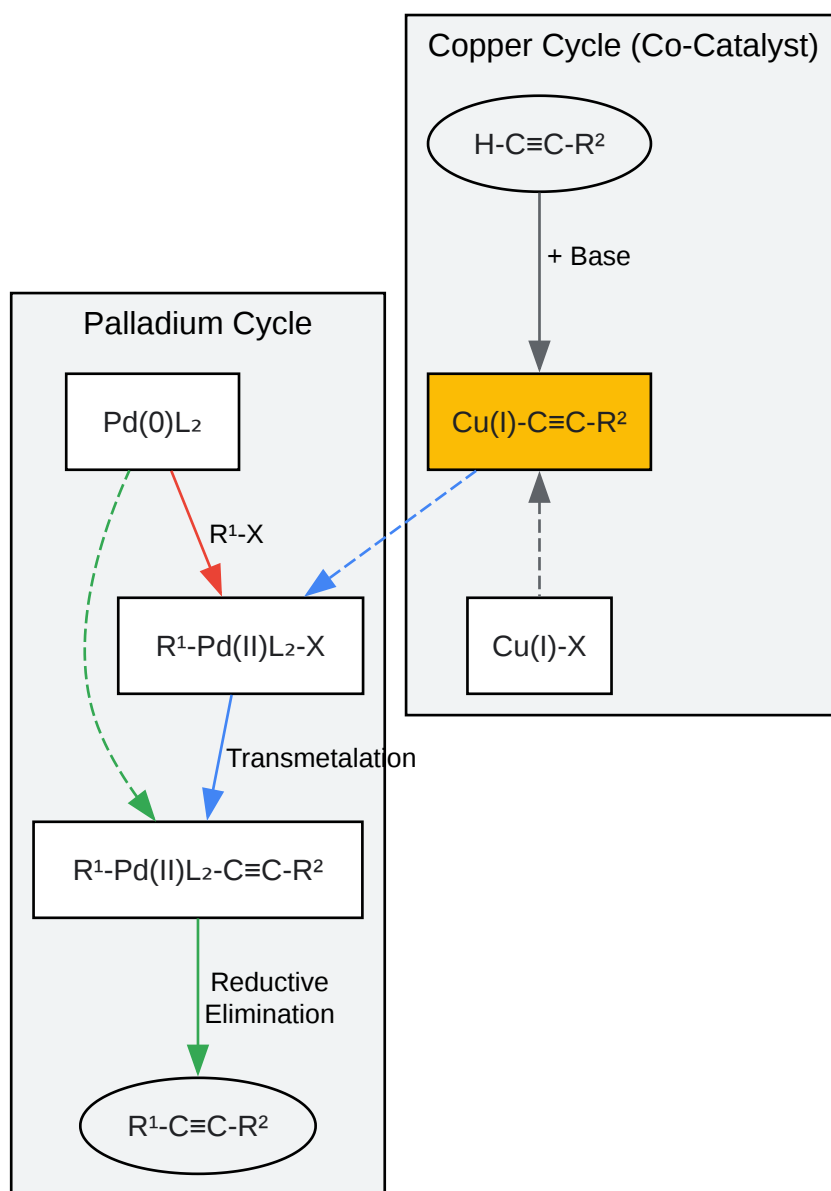 Copper Cycle (Co-Catalyst)
H-C≡C-R²
+ Base
Cu(I)-C≡C-R²
Cu(I)-X
Palladium Cycle
Pd(0)L₂
R¹-X
R¹-Pd(II)L₂-X
Transmetalation
R¹-Pd(II)L₂-C≡C-R²
Reductive
Elimination
R¹-C≡C-R²